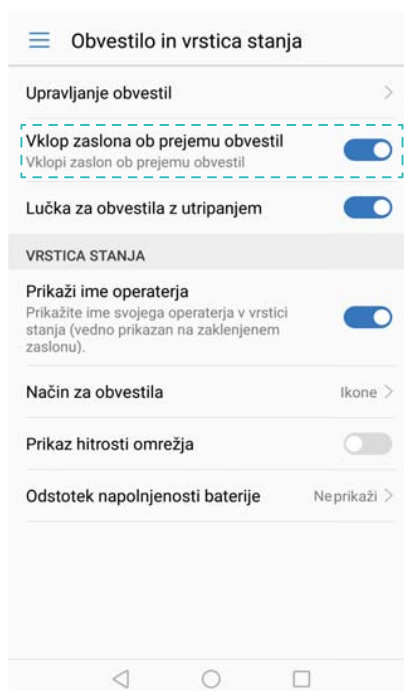 Obvestilo in vrstica stanja
Upravljanje obvestil
Vklop zaslona ob prejemu obvestil
Vklopi zaslon ob prejemu obvestil
Lučka za obvestila z utripanjem
VRSTICA STANJA
Prikaži ime operaterja
Prikažite ime svojega operaterja v vrstici
stanja (vedno prikazan na zaklenjenem
zaslonu).
Način za obvestila Ikone
Prikaz hitrosti omrežja
Odstotek napolnjenosti baterije Ne prikaži